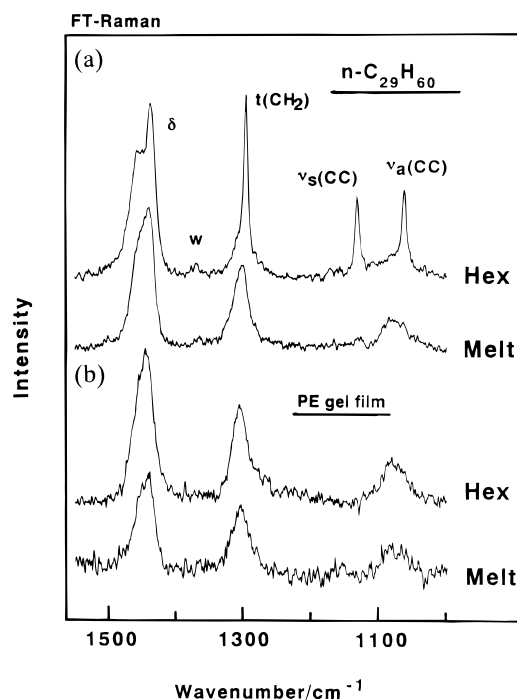 FT-Raman
(a)
n-C29H60
t(CH2)
δ
νs(CC)
νa(CC)
w
Hex
Melt
(b)
PE gel film
Hex
Melt
Intensity
1500 1300 1100
Wavenumber/cm-1